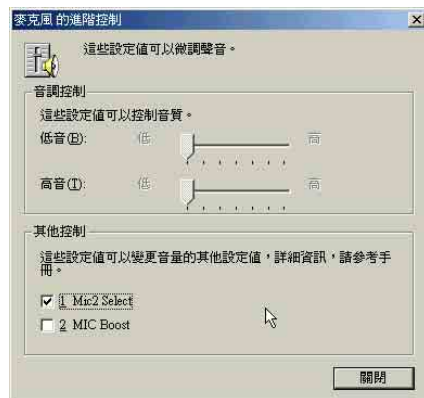 麥克風 的進階控制
這些設定值可以微調聲音。
音調控制
這些設定值可以控制音質。
低音(B): 低 高
高音(T): 低 高
其他控制
這些設定值可以變更音量的其他設定值，詳細資訊，請參考手
冊。
1 Mic2 Select
2 MIC Boost
關閉